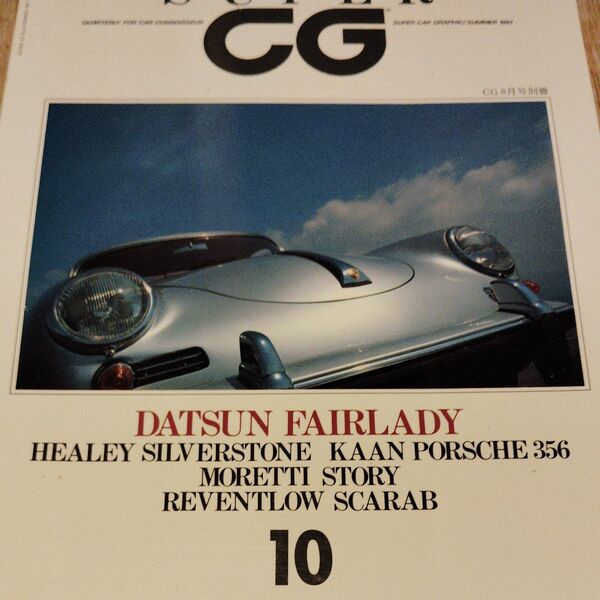 SUPER
QUARTERLY FOR CAR CONNOISSEUR
CG
SUPER CAR GRAPHIC/SUMMER 1991
CG 8月号別冊
DATSUN FAIRLADY
HEALEY SILVERSTONE KAAN PORSCHE 356
MORETTI STORY
REVENTLOW SCARAB
10